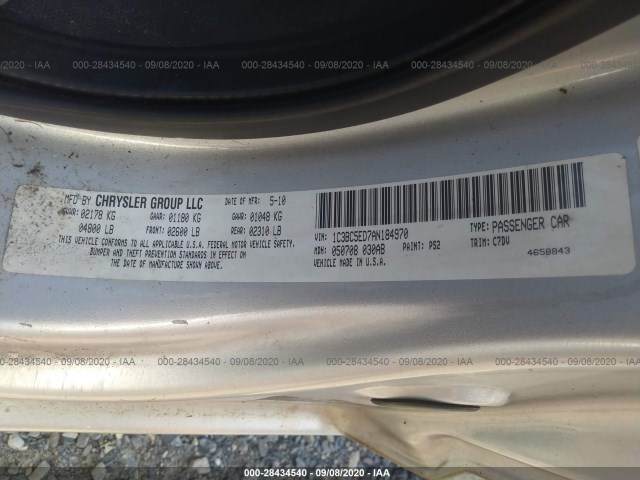 000-28434540 - 09/08/2020 - IAA 000-28434540 - 09/08/2020 - IAA 000-28434540 - 09/08/2020 - IAA
MFD BY CHRYSLER GROUP LLC DATE OF MFR: 5-10
GVWR: 02178 KG GAWR: 01180 KG GAWR: 01048 KG
04800 LB FRONT: 02600 LB REAR: 02310 LB
THIS VEHICLE CONFORMS TO ALL APPLICABLE U.S.A. FEDERAL MOTOR VEHICLE SAFETY,
BUMPER AND THEFT PREVENTION STANDARDS IN EFFECT ON
THE DATE OF MANUFACTURE SHOWN ABOVE.
VIN: 1C3BC5ED7AN184970 TYPE: PASSENGER CAR
MDH: 050708 030AB PAINT: PS2 TRIM: C7DV
VEHICLE MADE IN U.S.A. 4658843
000-28434540 - 09/08/2020 - IAA 000-28434540 - 09/08/2020 - IAA 000-28434540 - 09/08/2020 - IAA
000-28434540 - 09/08/2020 - IAA